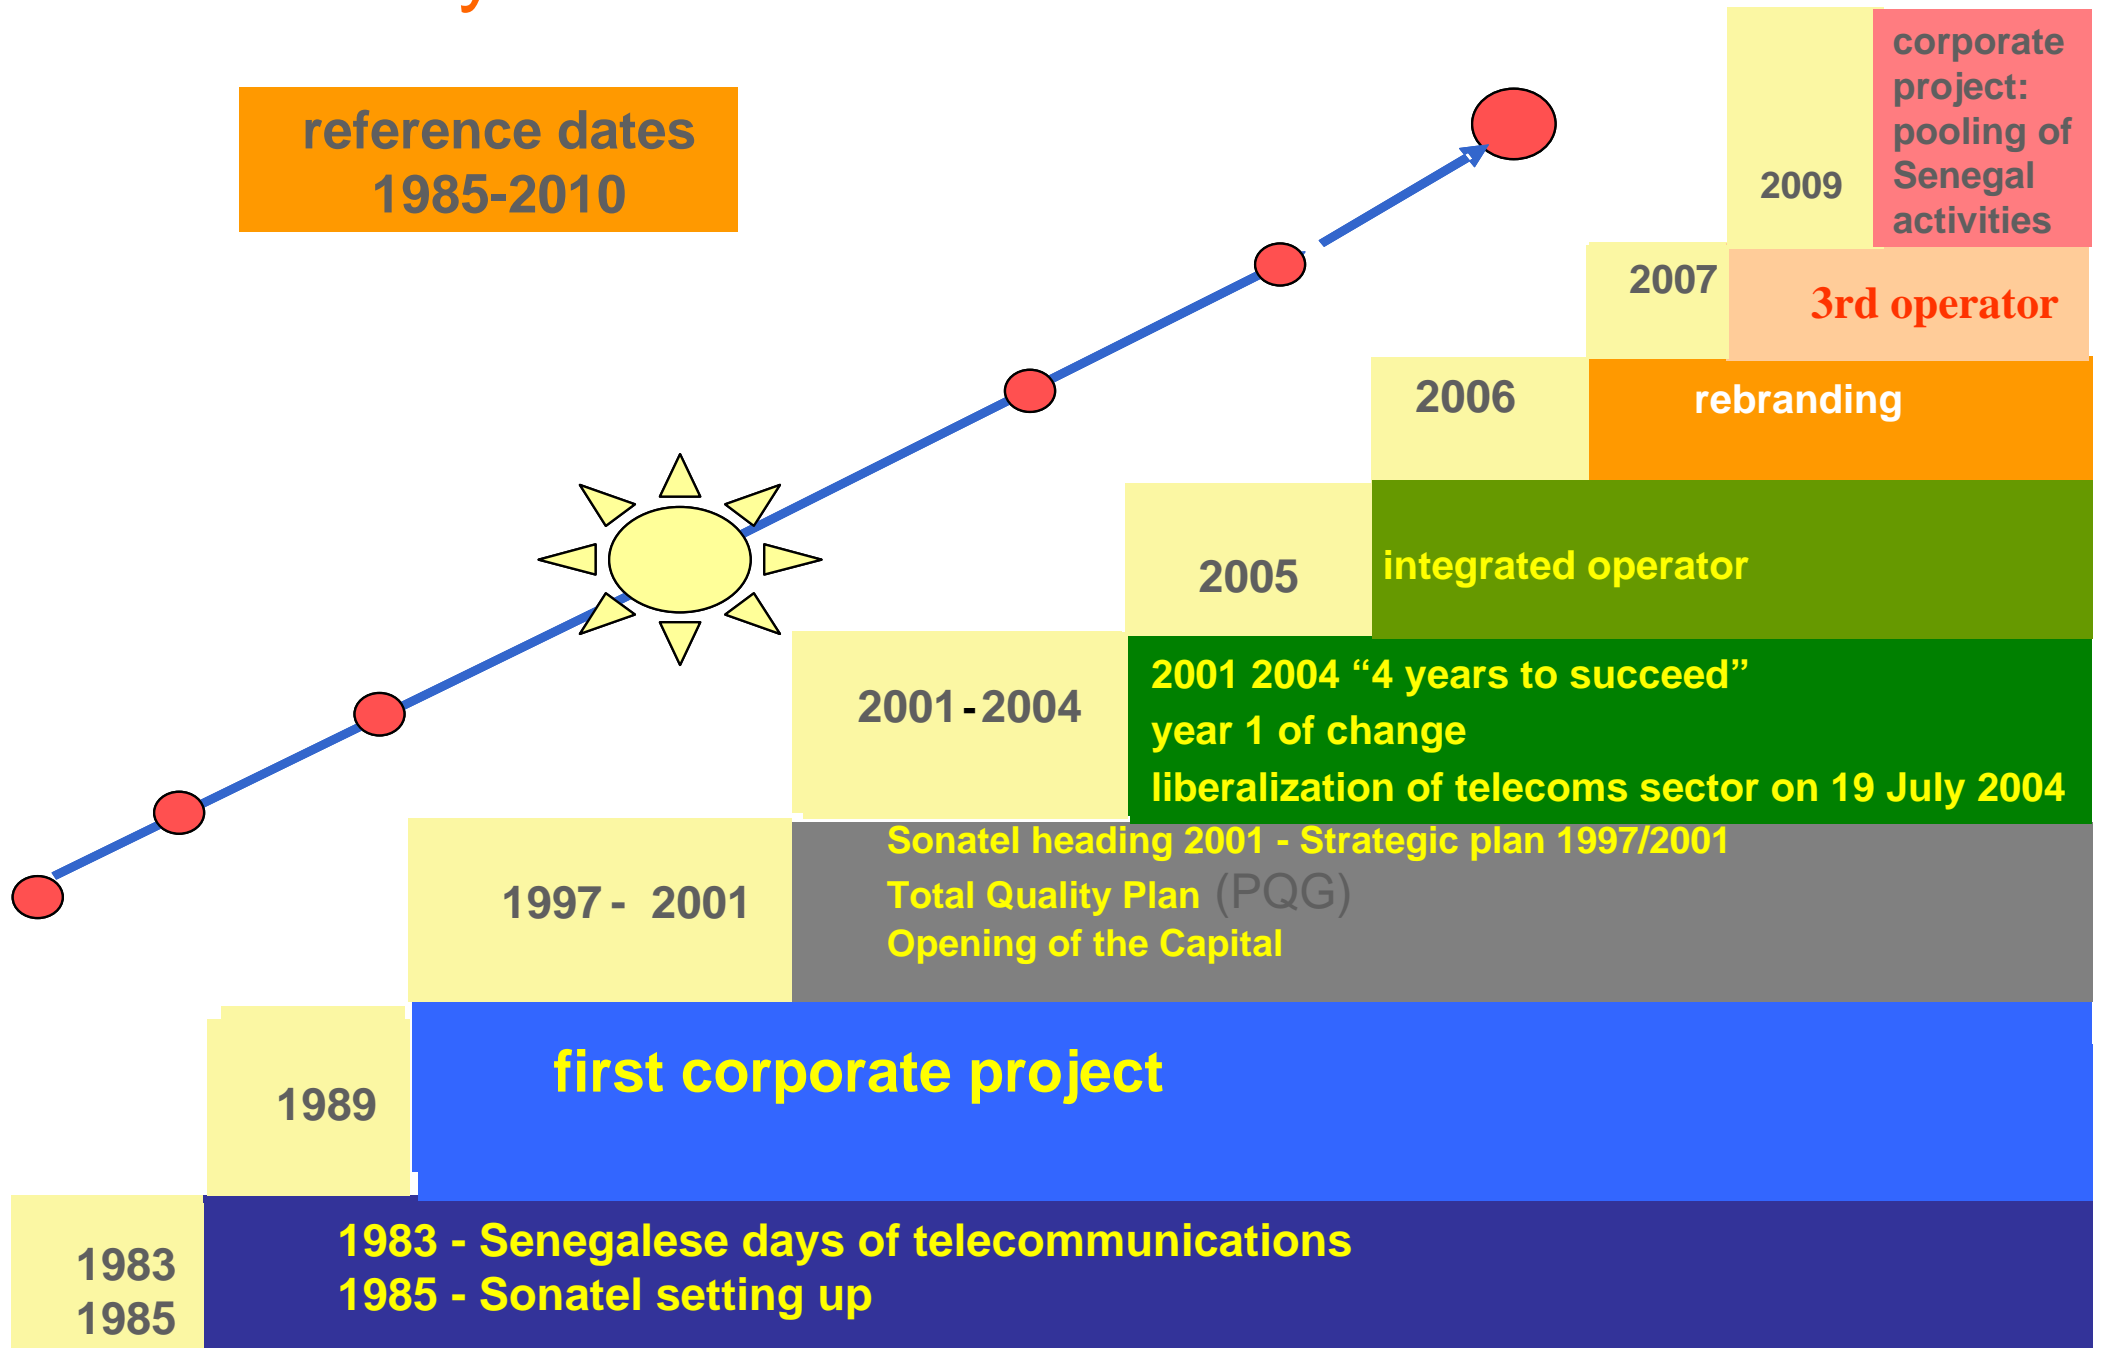 reference dates
1985-2010
corporate
project:
pooling of
Senegal
activities
2009
2007
3rd operator
2006
rebranding
2005
integrated operator
2001-2004
2001 2004 “4 years to succeed”
year 1 of change
liberalization of telecoms sector on 19 July 2004
1997 - 2001
Sonatel heading 2001 - Strategic plan 1997/2001
Total Quality Plan (PQG)
Opening of the Capital
1989
first corporate project
1983
1985
1983 - Senegalese days of telecommunications
1985 - Sonatel setting up